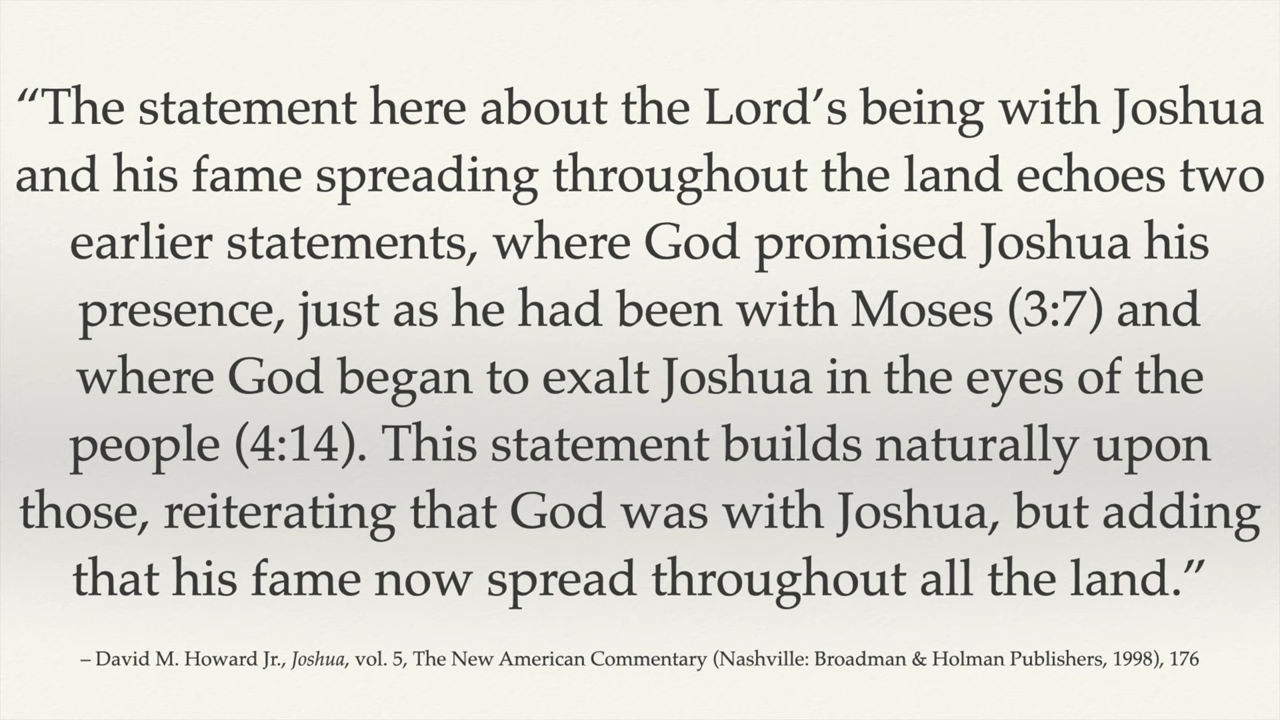 “The statement here about the Lord’s being with Joshua
and his fame spreading throughout the land echoes two
earlier statements, where God promised Joshua his
presence, just as he had been with Moses (3:7) and
where God began to exalt Joshua in the eyes of the
people (4:14). This statement builds naturally upon
those, reiterating that God was with Joshua, but adding
that his fame now spread throughout all the land.”
– David M. Howard Jr., Joshua, vol. 5, The New American Commentary (Nashville: Broadman & Holman Publishers, 1998), 176